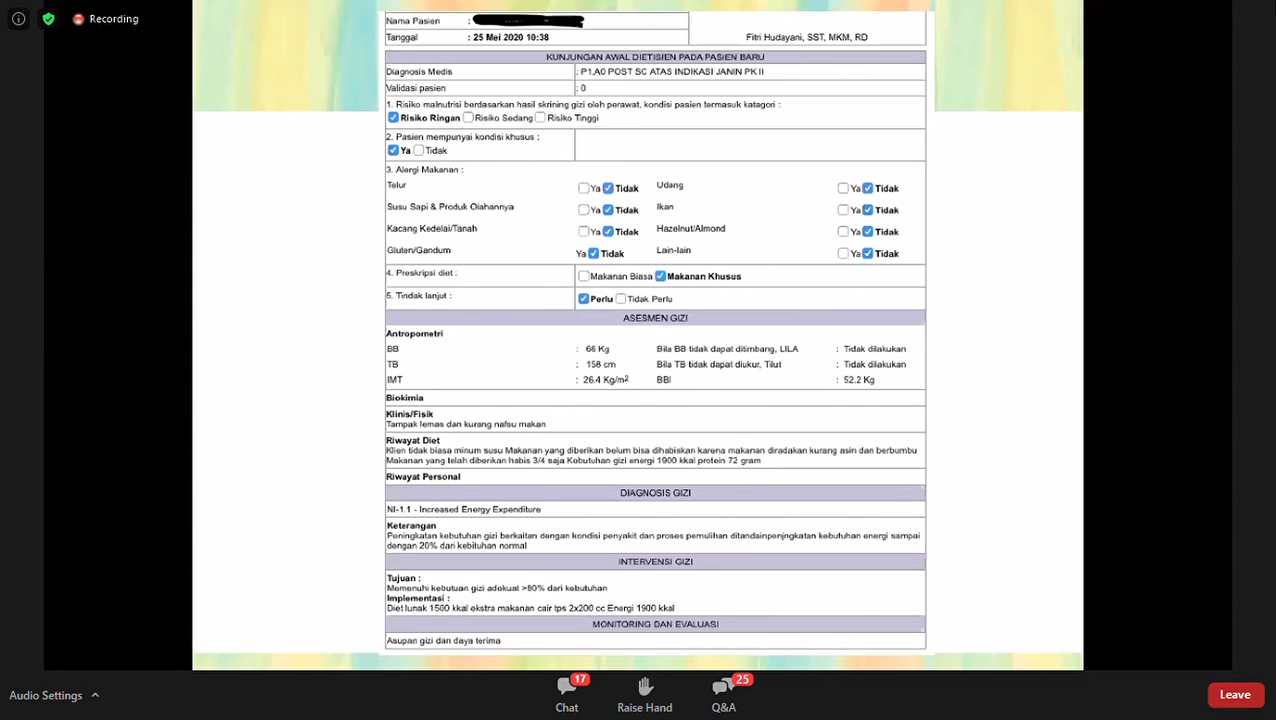 Recording
Nama Pasien :
Tanggal : 25 Mei 2020 10:38
Fitri Hudayani, SST, MKM, RD
KUNJUNGAN AWAL DIETISIEN PADA PASIEN BARU
Diagnosis Medis : P1,A0 POST SC ATAS INDIKASI JANIN PK II
Validasi pasien : 0
1. Risiko malnutrisi berdasarkan hasil skrining gizi oleh perawat, kondisi pasien termasuk katagori :
Risiko Ringan Risiko Sedang Risiko Tinggi
2. Pasien mempunyai kondisi khusus :
Ya Tidak
3. Alergi Makanan :
Telur Ya Tidak Udang Ya Tidak
Susu Sapi & Produk Olahannya Ya Tidak Ikan Ya Tidak
Kacang Kedelai/Tanah Ya Tidak Hazelnut/Almond Ya Tidak
Gluten/Gandum Ya Tidak Lain-lain Ya Tidak
4. Preskripsi diet : Makanan Biasa Makanan Khusus
5. Tindak lanjut : Perlu Tidak Perlu
ASESMEN GIZI
Antropometri
BB : 66 Kg Bila BB tidak dapat ditimbang, LILA : Tidak dilakukan
TB : 158 cm Bila TB tidak dapat diukur, Tilut : Tidak dilakukan
IMT : 26.4 Kg/m² BBI : 52.2 Kg
Biokimia
Klinis/Fisik
Tampak lemas dan kurang nafsu makan
Riwayat Diet
Klien tidak biasa minum susu Makanan yang diberikan belum bisa dihabiskan karena makanan diradakan kurang asin dan berbumbu
Makanan yang telah diberikan habis 3/4 saja Kebutuhan gizi energi 1900 kkal protein 72 gram
Riwayat Personal
DIAGNOSIS GIZI
NI-1.1 - Increased Energy Expenditure
Keterangan
Peningkatan kebutuhan gizi berkaitan dengan kondisi penyakit dan proses pemulihan ditandainpenjngkatan kebutuhan energi sampai
dengan 20% dari kebituhan normal
INTERVENSI GIZI
Tujuan :
Memenuhi kebutuan gizi adekuat >80% dari kebutuhan
Implementasi :
Diet lunak 1500 kkal ekstra makanan cair tps 2x200 cc Energi 1900 kkal
MONITORING DAN EVALUASI
Asupan gizi dan daya terima
Audio Settings
17
Chat
Raise Hand
25
Q&A
Leave